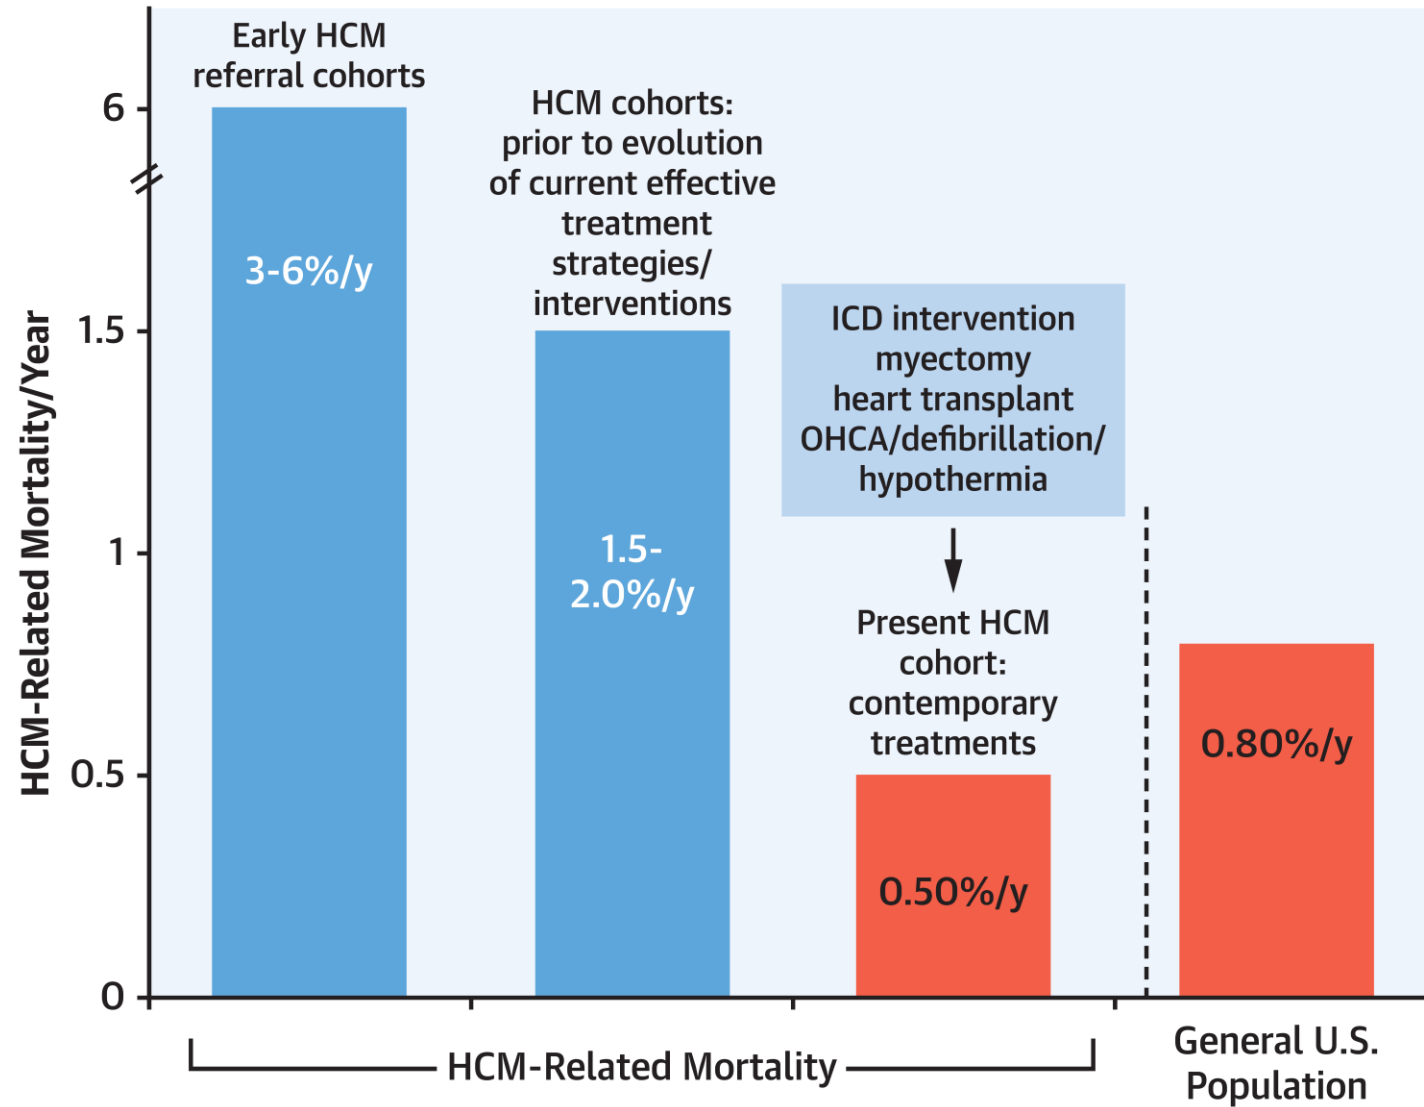 Early HCM
referral cohorts
HCM cohorts:
prior to evolution
of current effective
treatment
strategies/
interventions
ICD intervention
myectomy
heart transplant
OHCA/defibrillation/
hypothermia
Present HCM
cohort:
contemporary
treatments
3-6%/y
1.5-
2.0%/y
0.50%/y
0.80%/y
HCM-Related Mortality/Year
6
1.5
1
0.5
0
HCM-Related Mortality
General U.S.
Population